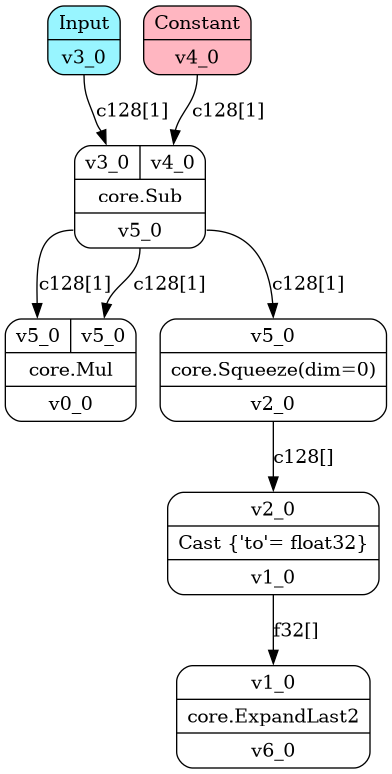 Input
v3_0
Constant
v4_0
c128[1]
c128[1]
v3_0 v4_0
core.Sub
v5_0
c128[1]
c128[1]
c128[1]
v5_0 v5_0
core.Mul
v0_0
v5_0
core.Squeeze(dim=0)
v2_0
c128[]
v2_0
Cast {'to'= float32}
v1_0
f32[]
v1_0
core.ExpandLast2
v6_0